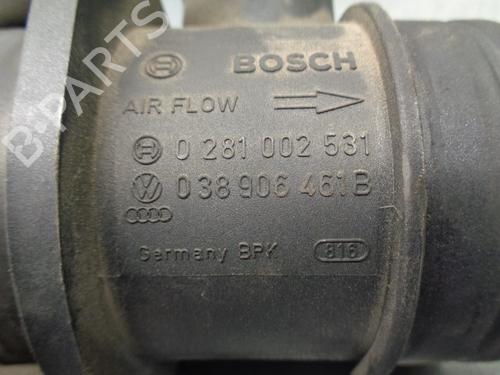 BOSCH
AIR FLOW
0 281 002 531
038 906 461 B
Germany BPK 816
B-PARTS